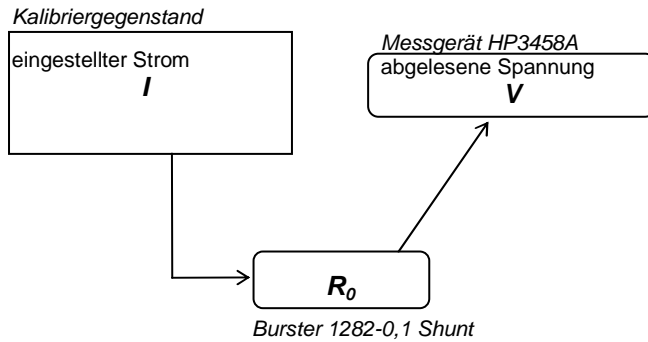 Kalibriergegenstand
eingestellter Strom
I
Messgerät HP3458A
abgelesene Spannung
V
R₀
Burster 1282-0,1 Shunt